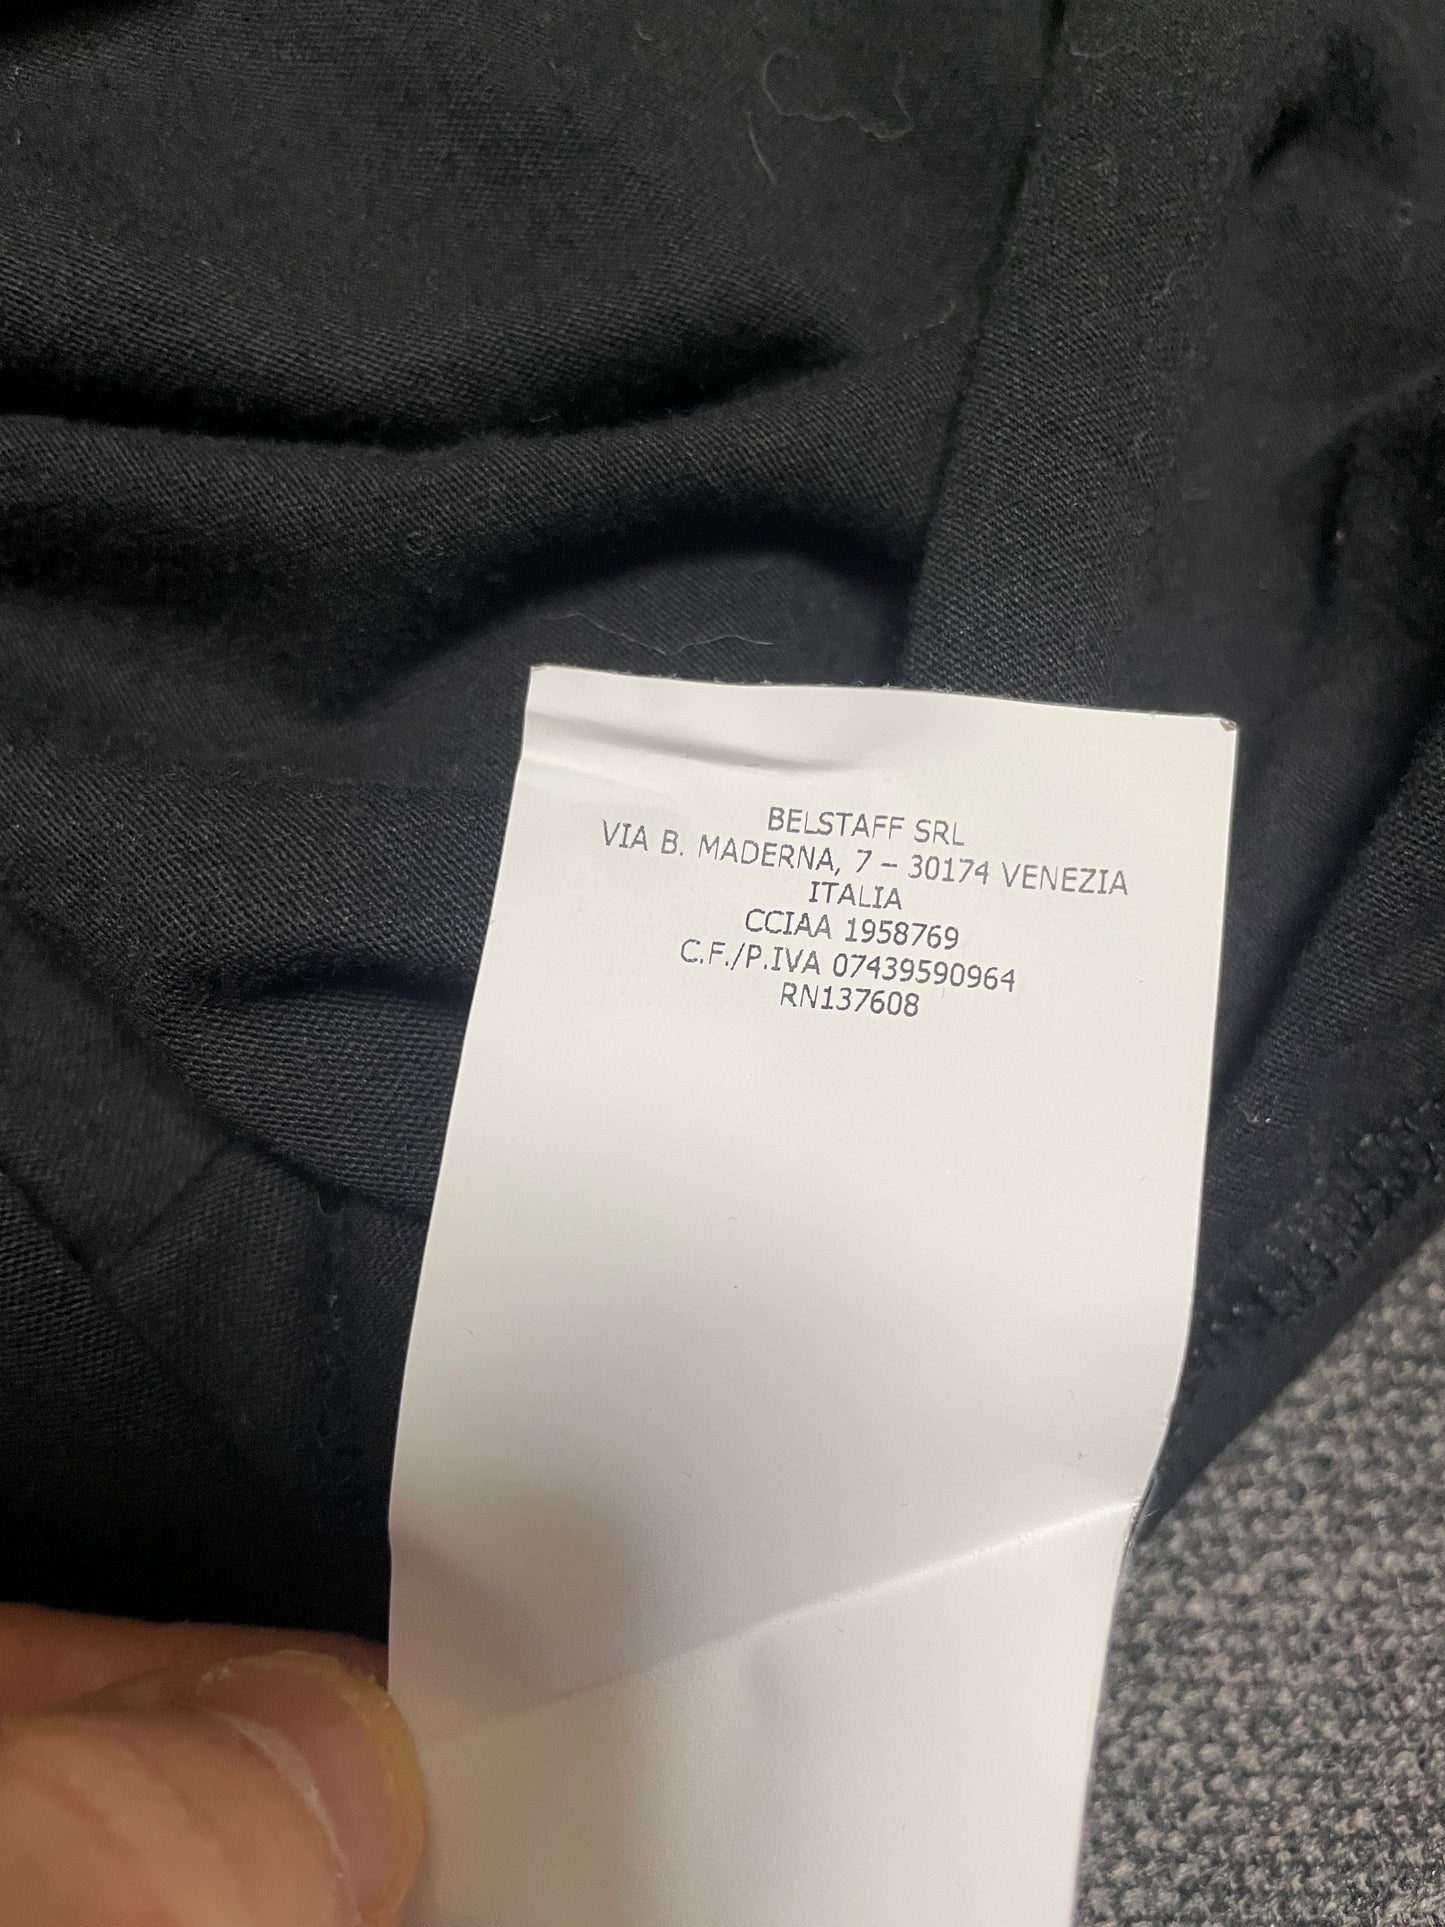 BELSTAFF SRL
VIA B. MADERNA, 7 – 30174 VENEZIA
ITALIA
CCIAA 1958769
C.F./P.IVA 07439590964
RN137608